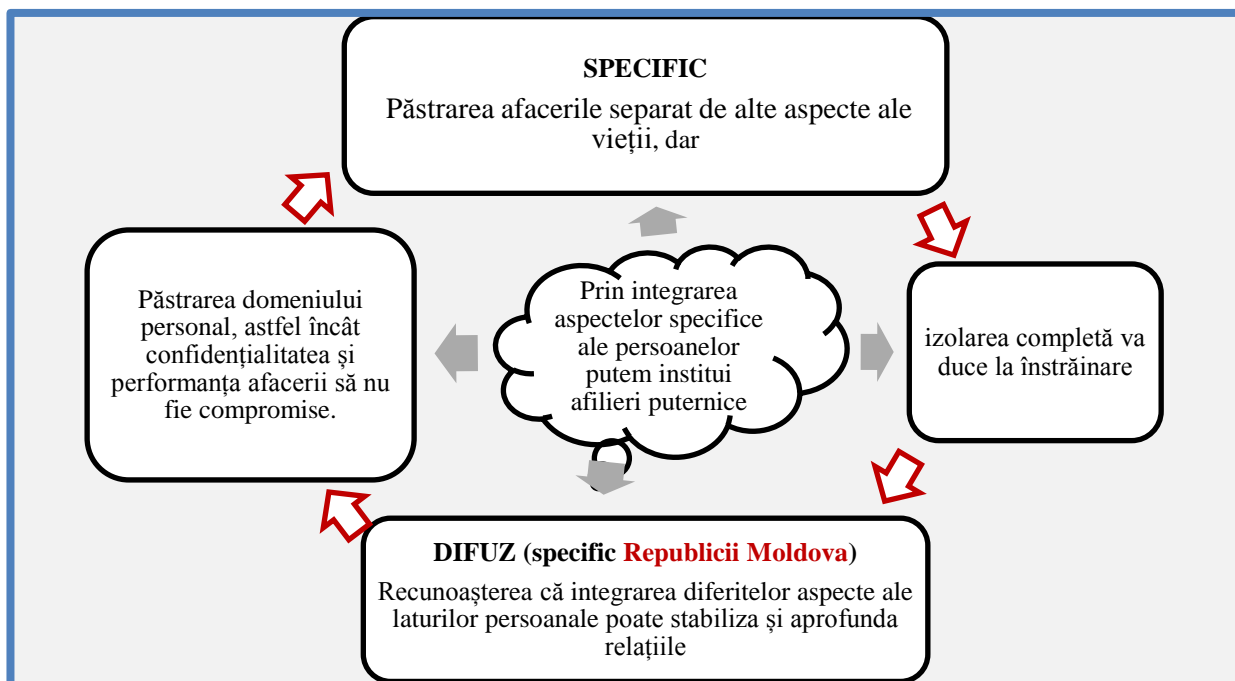 SPECIFIC
Păstrarea afacerile separat de alte aspecte ale
vieții, dar
Păstrarea domeniului
personal, astfel încât
confidențialitatea și
performanța afacerii să nu
fie compromise.
Prin integrarea
aspectelor specifice
ale persoanelor
putem institui
afilieri puternice
izolarea completă va
duce la înstrăinare
DIFUZ (specific Republicii Moldova)
Recunoașterea că integrarea diferitelor aspecte ale
laturilor persoanale poate stabiliza și aprofunda
relațiile